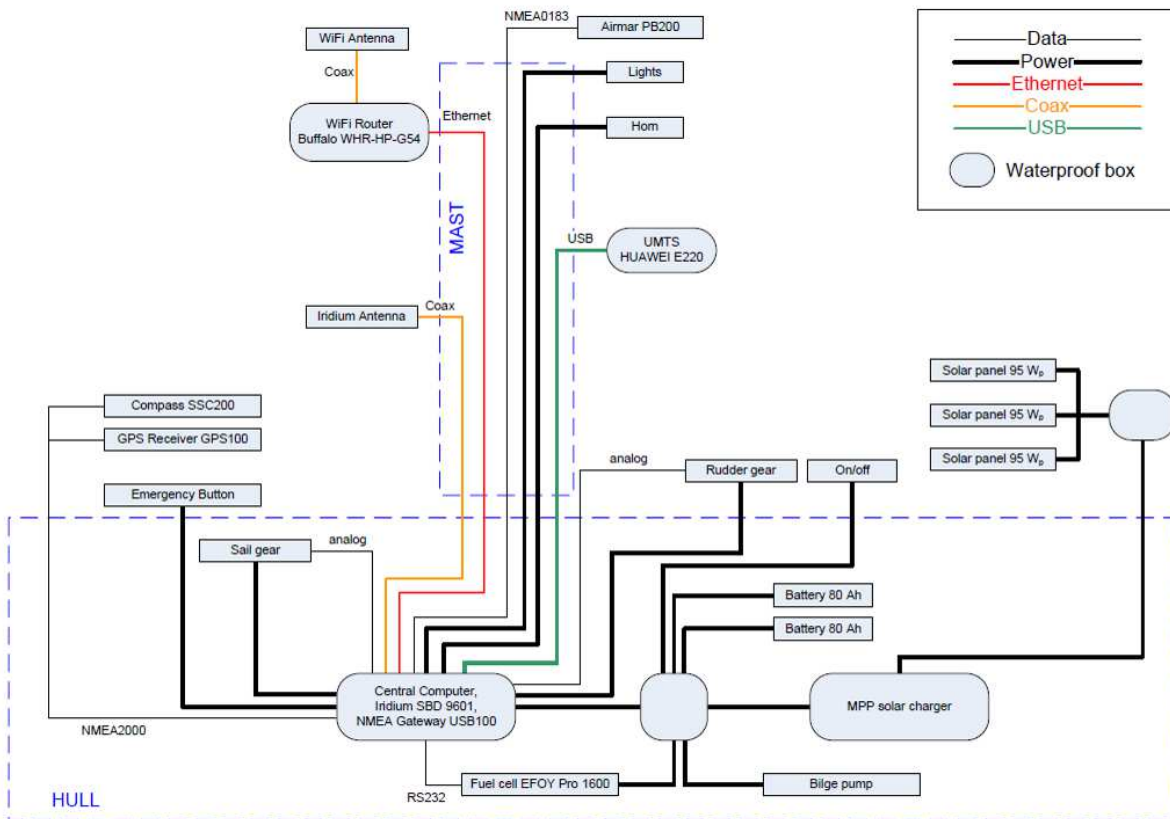 NMEA0183
Airmar PB200
WiFi Antenna
Coax
Lights
Ethernet
WiFi Router
Buffalo WHR-HP-G54
Horn
Data
Power
Ethernet
Coax
USB
Waterproof box
MAST
USB
UMTS
HUAWEI E220
Coax
Iridium Antenna
Solar panel 95 Wₚ
Solar panel 95 Wₚ
Solar panel 95 Wₚ
Compass SSC200
GPS Receiver GPS100
Emergency Button
analog
Rudder gear
On/off
Sail gear
analog
Battery 80 Ah
Battery 80 Ah
Central Computer,
Iridium SBD 9601,
NMEA Gateway USB100
MPP solar charger
NMEA2000
RS232
Fuel cell EFOY Pro 1600
Bilge pump
HULL